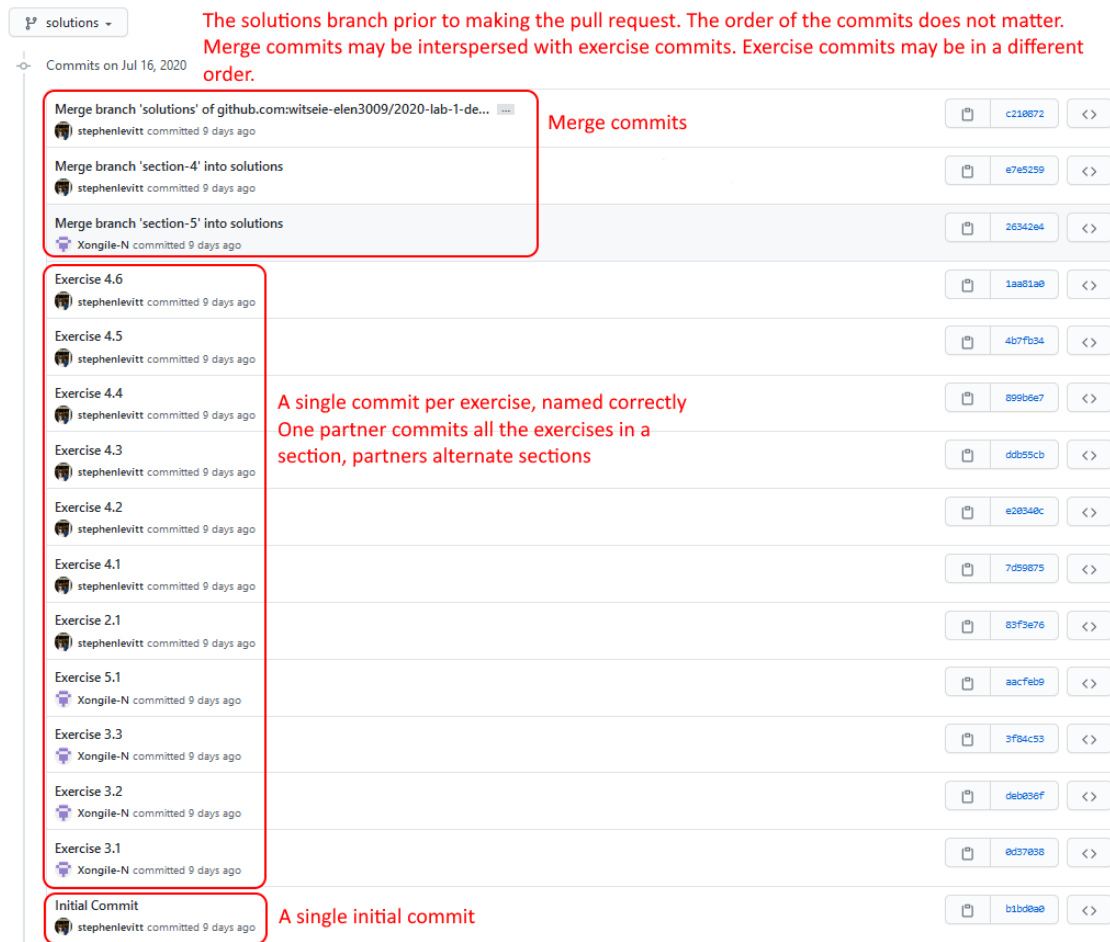 solutions
The solutions branch prior to making the pull request. The order of the commits does not matter.
Merge commits may be interspersed with exercise commits. Exercise commits may be in a different
order.
Commits on Jul 16, 2020
Merge branch 'solutions' of github.com:witseie-elen3009/2020-lab-1-de... ...
stephenlevitt committed 9 days ago
c210872
Merge commits
Merge branch 'section-4' into solutions
stephenlevitt committed 9 days ago
e7e5259
Merge branch 'section-5' into solutions
Xongile-N committed 9 days ago
26342e4
Exercise 4.6
stephenlevitt committed 9 days ago
1aa81a0
Exercise 4.5
stephenlevitt committed 9 days ago
4b7fb34
Exercise 4.4
stephenlevitt committed 9 days ago
899b6e7
A single commit per exercise, named correctly
One partner commits all the exercises in a
section, partners alternate sections
Exercise 4.3
stephenlevitt committed 9 days ago
ddb55cb
Exercise 4.2
stephenlevitt committed 9 days ago
e20340c
Exercise 4.1
stephenlevitt committed 9 days ago
7d59875
Exercise 2.1
stephenlevitt committed 9 days ago
83f3e76
Exercise 5.1
Xongile-N committed 9 days ago
aacfeb9
Exercise 3.3
Xongile-N committed 9 days ago
3f84c53
Exercise 3.2
Xongile-N committed 9 days ago
deb036f
Exercise 3.1
Xongile-N committed 9 days ago
0d37038
Initial Commit
stephenlevitt committed 9 days ago
b1bd0a0
A single initial commit